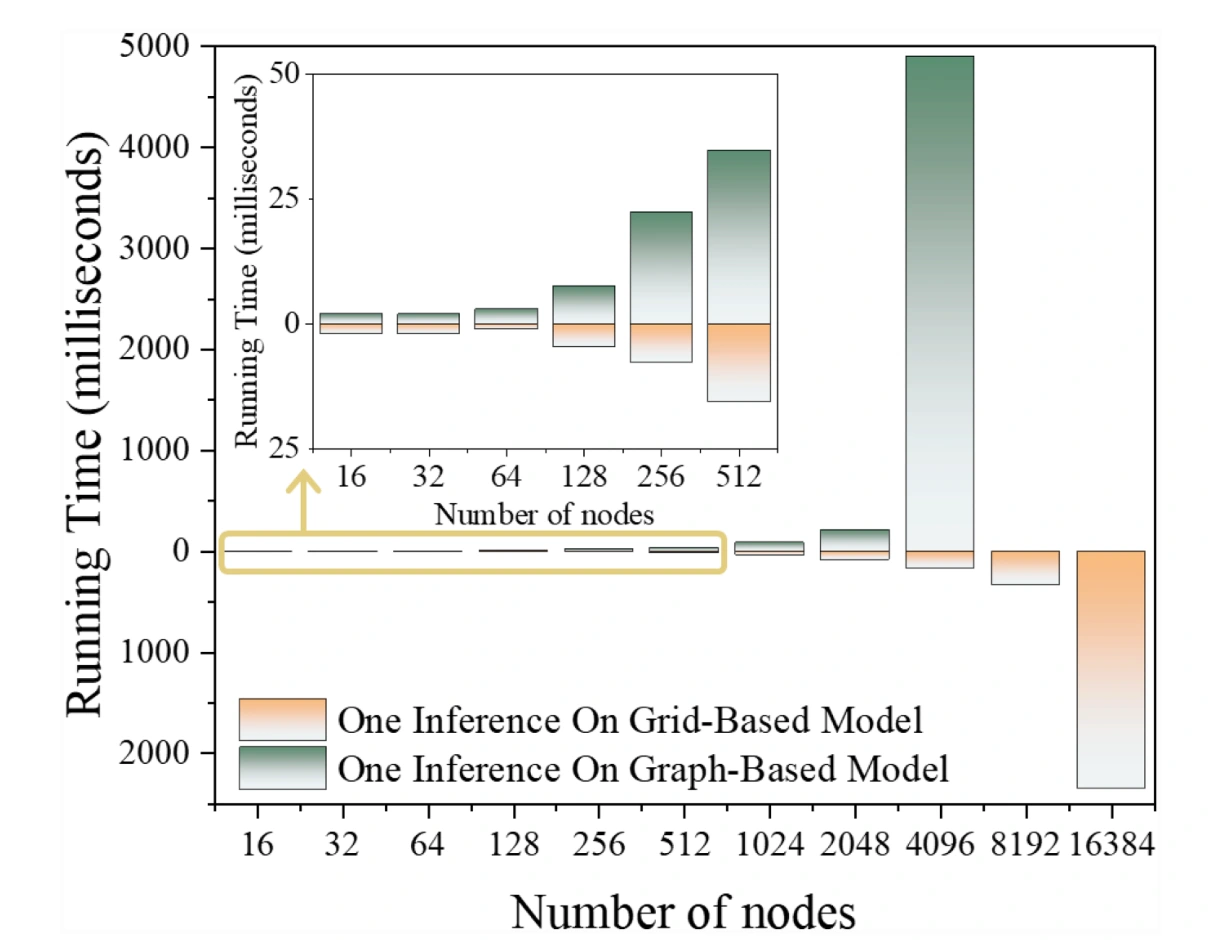 5000
4000
3000
2000
1000
0
1000
2000
Running Time (milliseconds)
50
25
0
25
Running Time (milliseconds)
16 32 64 128 256 512
Number of nodes
One Inference On Grid-Based Model
One Inference On Graph-Based Model
16 32 64 128 256 512 1024 2048 4096 8192 16384
Number of nodes